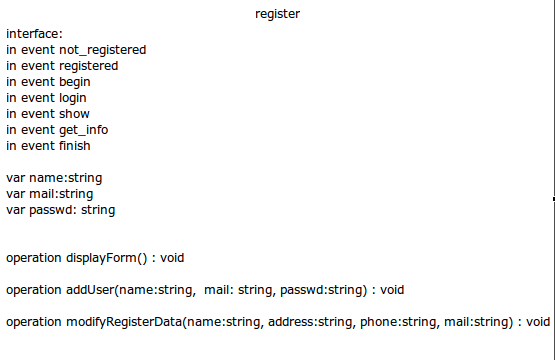 register
interface:
in event not_registered
in event registered
in event begin
in event login
in event show
in event get_info
in event finish
var name:string
var mail:string
var passwd: string
operation displayForm() : void
operation addUser(name:string,  mail: string, passwd:string) : void
operation modifyRegisterData(name:string, address:string, phone:string, mail:string) : void